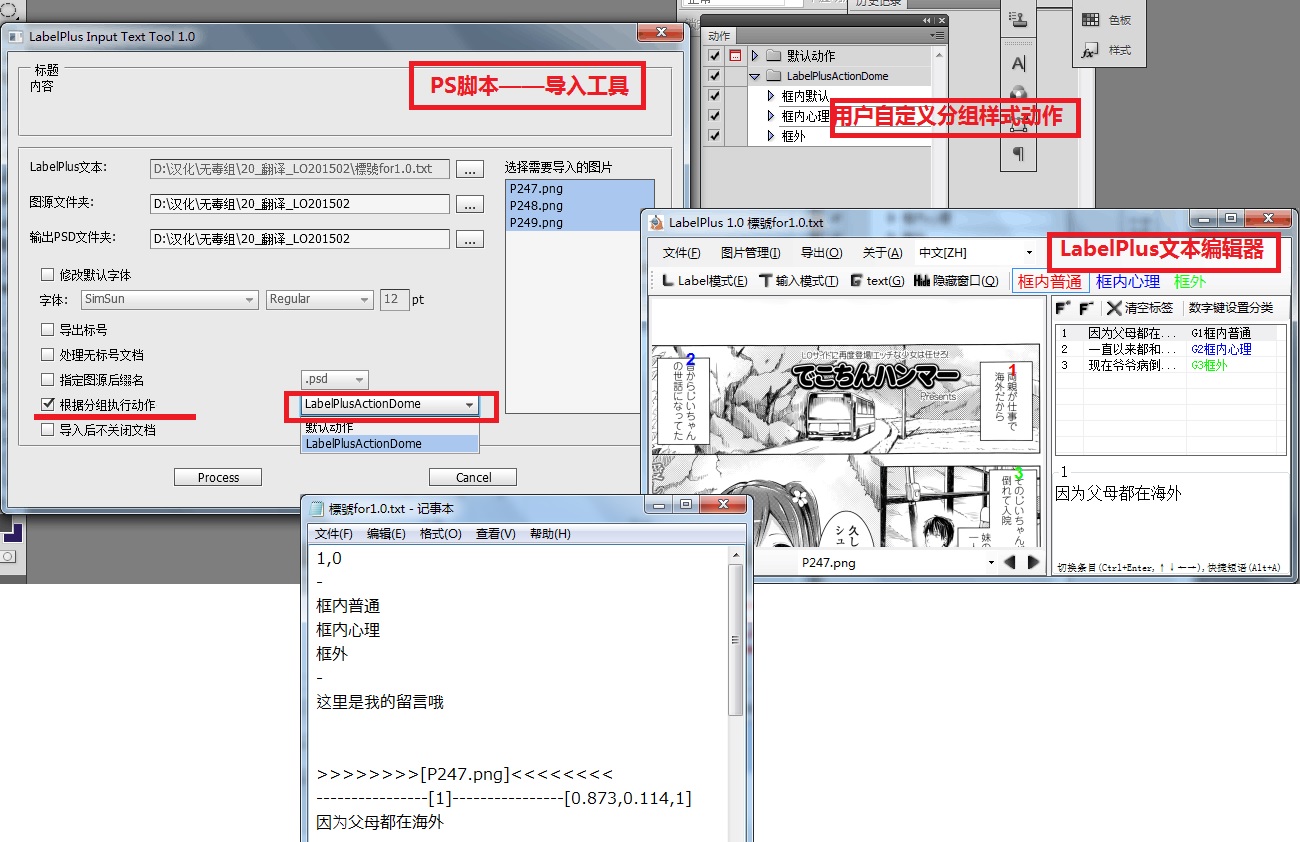 LabelPlus Input Text Tool 1.0
标题
内容
PS脚本——导入工具
LabelPlus文本:
D:\汉化\无毒组\20_翻译_LO201502\標號for1.0.txt
...
图源文件夹:
D:\汉化\无毒组\20_翻译_LO201502
...
输出PSD文件夹:
D:\汉化\无毒组\20_翻译_LO201502
...
选择需要导入的图片
P247.png
P248.png
P249.png
修改默认字体
字体: SimSun Regular 12 pt
导出标号
处理无标号文档
指定图源后缀名 .psd
根据分组执行动作 LabelPlusActionDome
默认动作
LabelPlusActionDome
导入后不关闭文档
Process Cancel
正常
历史记录
动作
默认动作
LabelPlusActionDome
框内默认
框内心理
框外
用户自定义分组样式动作
色板
样式
LabelPlus 1.0 標號for1.0.txt
文件(F) 图片管理(I) 导出(O) 关于(A) 中文[ZH]
LabelPlus文本编辑器
Label模式(E) 输入模式(T) text(G) 隐藏窗口(Q)
框内普通 框内心理 框外
清空标签 数字键设置分类
1 因为父母都在... G1框内普通
2 一直以来都和... G2框内心理
3 现在爷爷病倒... G3框外
1
因为父母都在海外
切换条目(Ctrl+Enter,↑↓←→),快捷短语(Alt+A)
LOサイドに再度登場!エッチな少女は任せろ!
てこちんハンマー
Presents
1
両親が仕事で
海外だから
2
昔からじいちゃん
の世話になってた
3
そのじいちゃん、
倒れて入院
久し
シュ
P247.png
標號for1.0.txt - 记事本
文件(F) 编辑(E) 格式(O) 查看(V) 帮助(H)
1,0
-
框内普通
框内心理
框外
-
这里是我的留言哦
>>>>>>>>[P247.png]<<<<<<<<
----------------[1]----------------[0.873,0.114,1]
因为父母都在海外